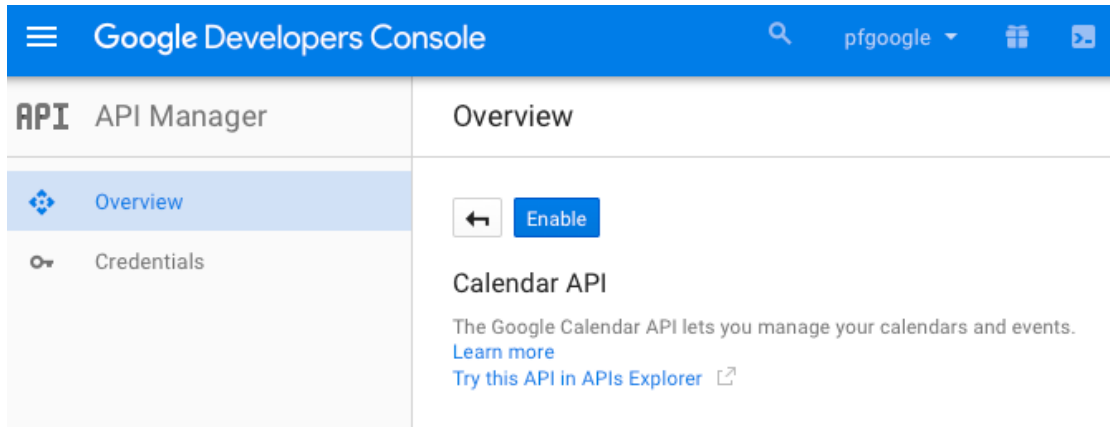 Google Developers Console
pfgoogle
API API Manager
Overview
Overview
Credentials
Enable
Calendar API
The Google Calendar API lets you manage your calendars and events.
Learn more
Try this API in APIs Explorer